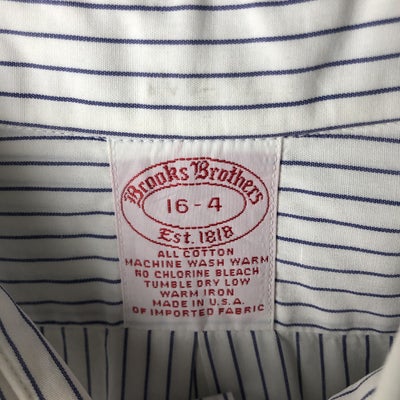 Brooks Brothers
16-4
Est. 1818
ALL COTTON
MACHINE WASH WARM
NO CHLORINE BLEACH
TUMBLE DRY LOW
WARM IRON
MADE IN U.S.A.
OF IMPORTED FABRIC